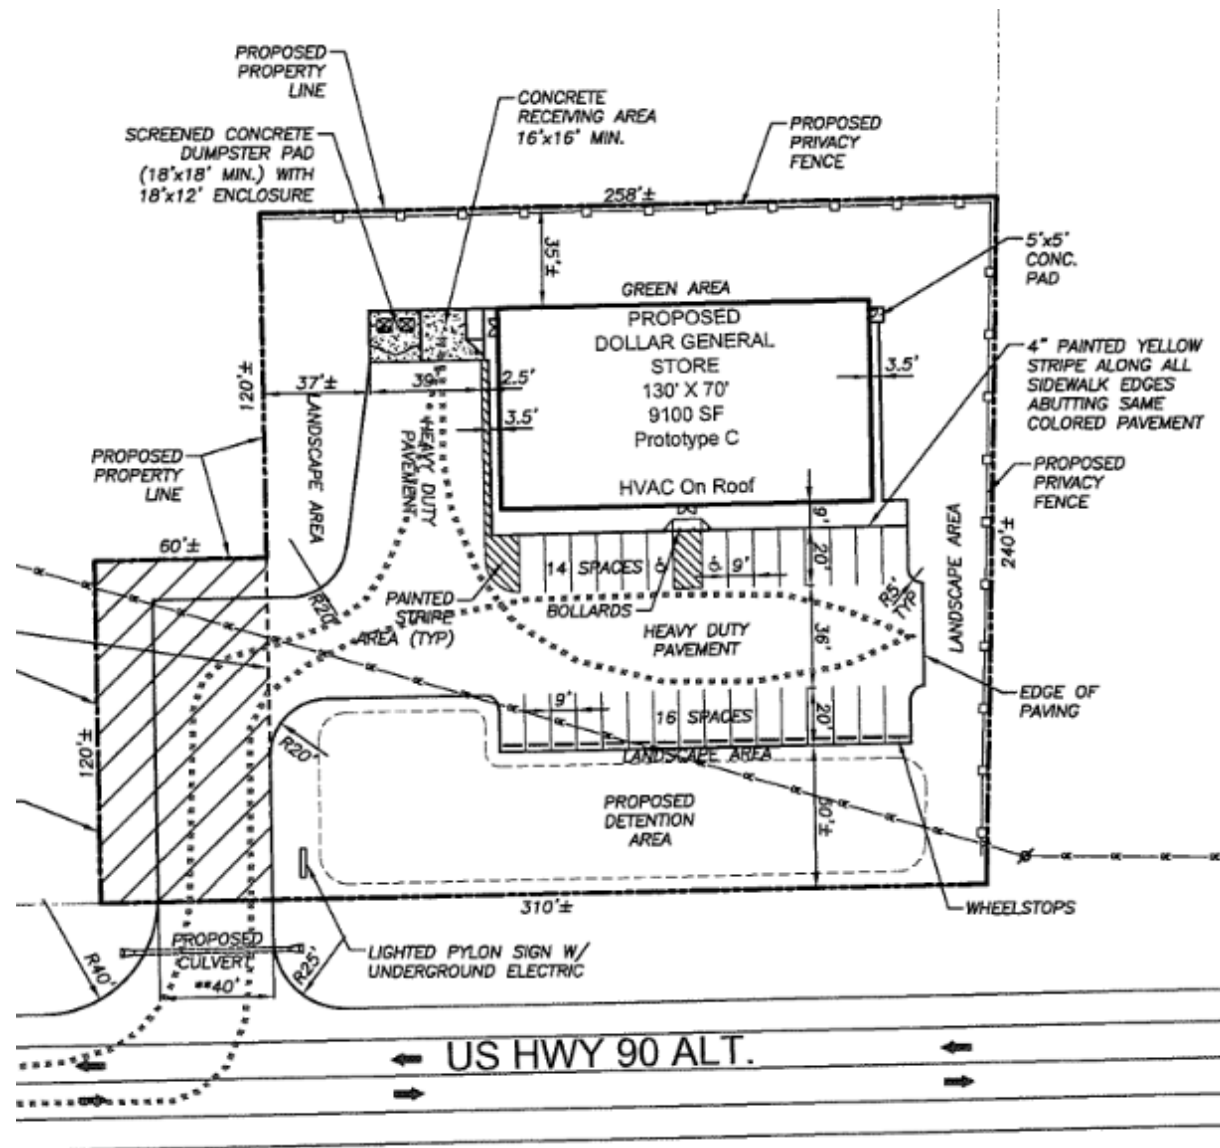 PROPOSED
PROPERTY
LINE
CONCRETE
RECEIVING AREA
16'x16' MIN.
SCREENED CONCRETE
DUMPSTER PAD
(18'x18' MIN.) WITH
18'x12' ENCLOSURE
PROPOSED
PRIVACY
FENCE
258'±
35'±
5'x5'
CONC.
PAD
GREEN AREA
PROPOSED
DOLLAR GENERAL
STORE
130' X 70'
9100 SF
Prototype C
HVAC On Roof
4" PAINTED YELLOW
STRIPE ALONG ALL
SIDEWALK EDGES
ABUTTING SAME
COLORED PAVEMENT
120'±
37'±
39'
2.5'
3.5'
3.5'
LANDSCAPE AREA
HEAVY DUTY
PAVEMENT
PROPOSED
PROPERTY
LINE
PROPOSED
PRIVACY
FENCE
240'±
LANDSCAPE AREA
60'±
9'
20'
14 SPACES
9'
R5'
TYP
R20'
PAINTED
STRIPE
AREA (TYP)
BOLLARDS
HEAVY DUTY
PAVEMENT
36'
EDGE OF
PAVING
9'
16 SPACES
20'
R20'
LANDSCAPE AREA
120'±
PROPOSED
DETENTION
AREA
50'±
310'±
WHEELSTOPS
PROPOSED
CULVERT
**40'
R40'
R25'
LIGHTED PYLON SIGN W/
UNDERGROUND ELECTRIC
US HWY 90 ALT.